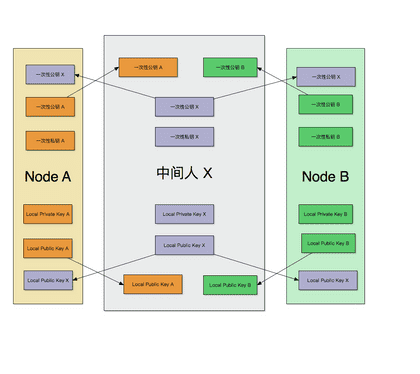 一次性公钥 X
一次性公钥 A
一次性私钥 A
Node A
Local Private Key A
Local Public Key A
Local Public Key X
一次性公钥 A
一次性公钥 B
一次性公钥 X
一次性私钥 X
中间人 X
Local Private Key X
Local Public Key X
Local Public Key A
Local Public Key B
一次性公钥 X
一次性公钥 B
一次性私钥 B
Node B
Local Private Key B
Local Public Key B
Local Public Key X